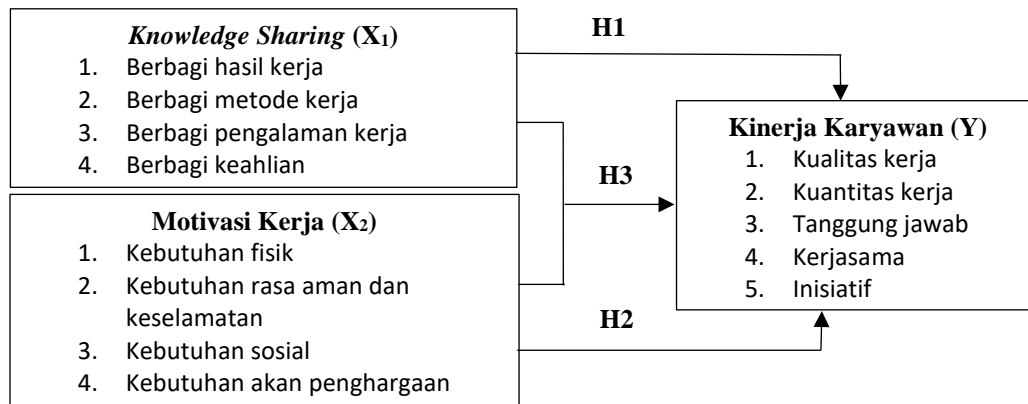 Knowledge Sharing (X₁)
1. Berbagi hasil kerja
2. Berbagi metode kerja
3. Berbagi pengalaman kerja
4. Berbagi keahlian
Motivasi Kerja (X₂)
1. Kebutuhan fisik
2. Kebutuhan rasa aman dan
keselamatan
3. Kebutuhan sosial
4. Kebutuhan akan penghargaan
H1
H3
H2
Kinerja Karyawan (Y)
1. Kualitas kerja
2. Kuantitas kerja
3. Tanggung jawab
4. Kerjasama
5. Inisiatif